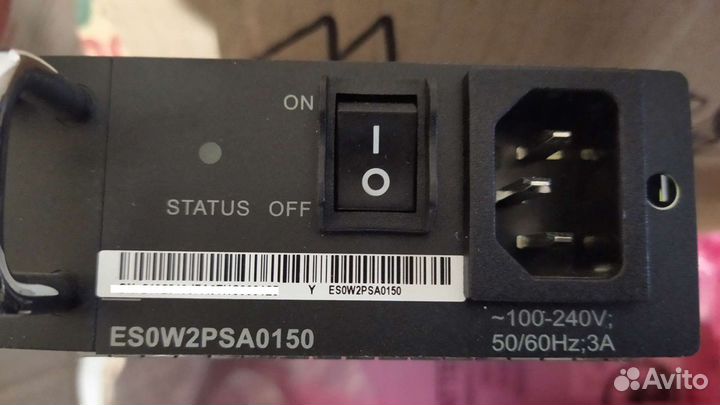 ON
I
O
STATUS OFF
Y ES0W2PSA0150
ES0W2PSA0150
~100-240V;
50/60Hz;3A
Avito